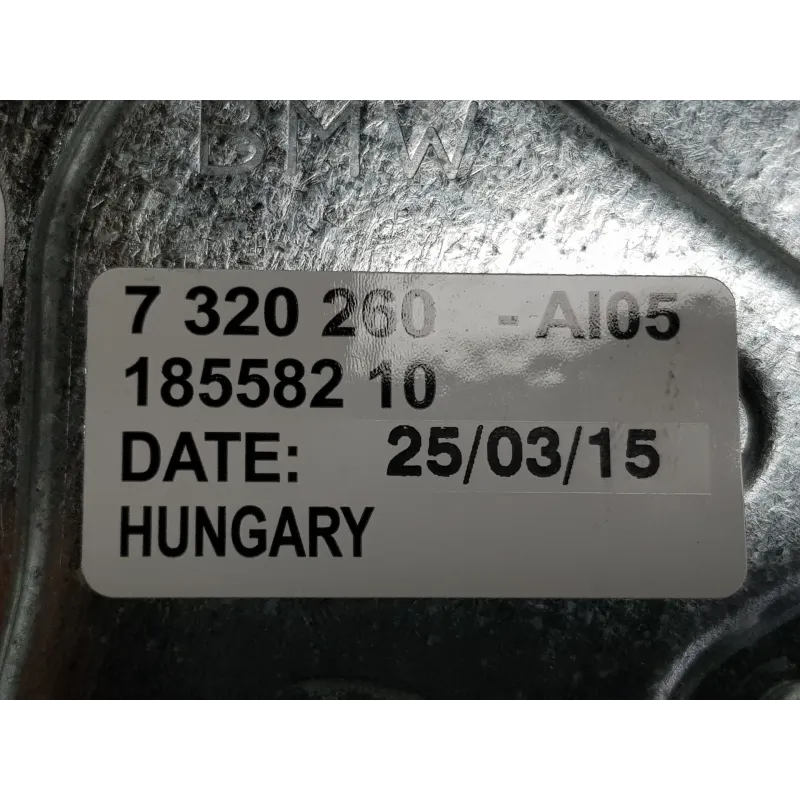 BMW
7 320 260 - AI05
185582 10
DATE: 25/03/15
HUNGARY